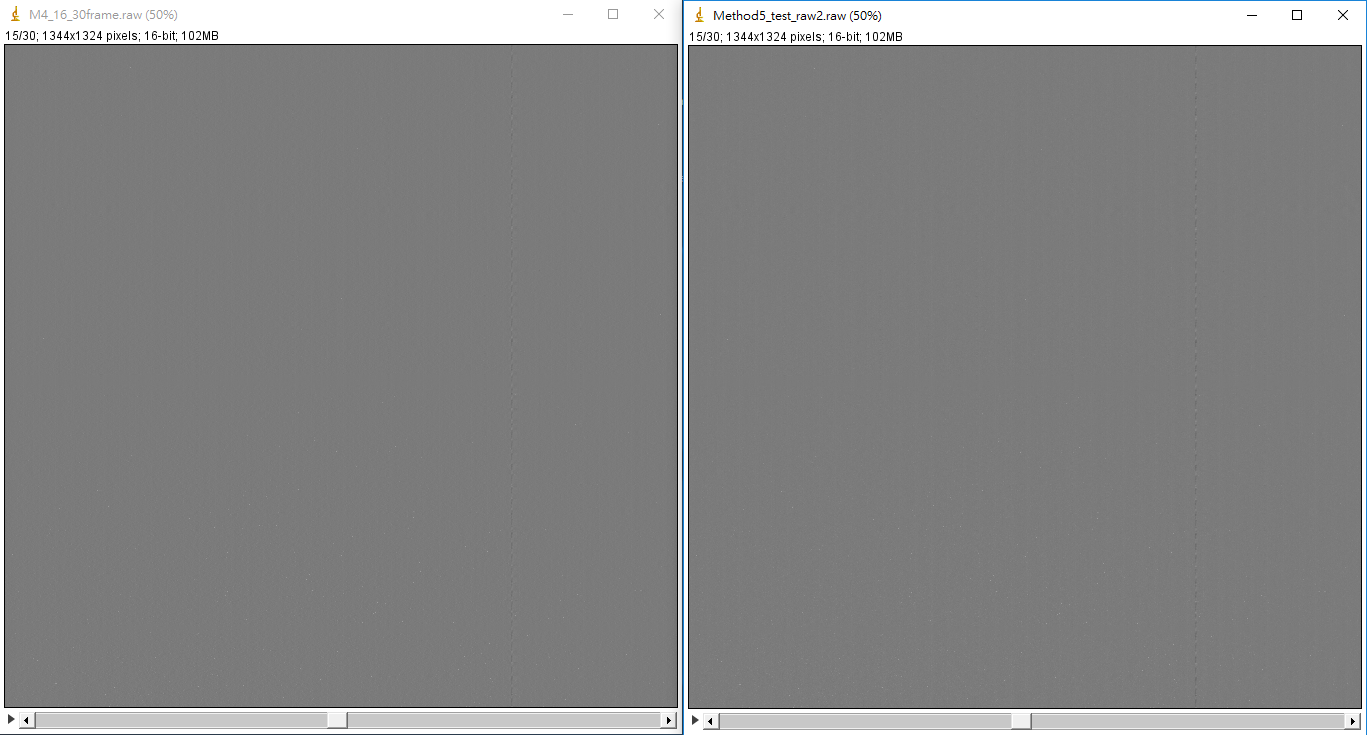 M4_16_30frame.raw (50%)
15/30; 1344x1324 pixels; 16-bit; 102MB
Method5_test_raw2.raw (50%)
15/30; 1344x1324 pixels; 16-bit; 102MB